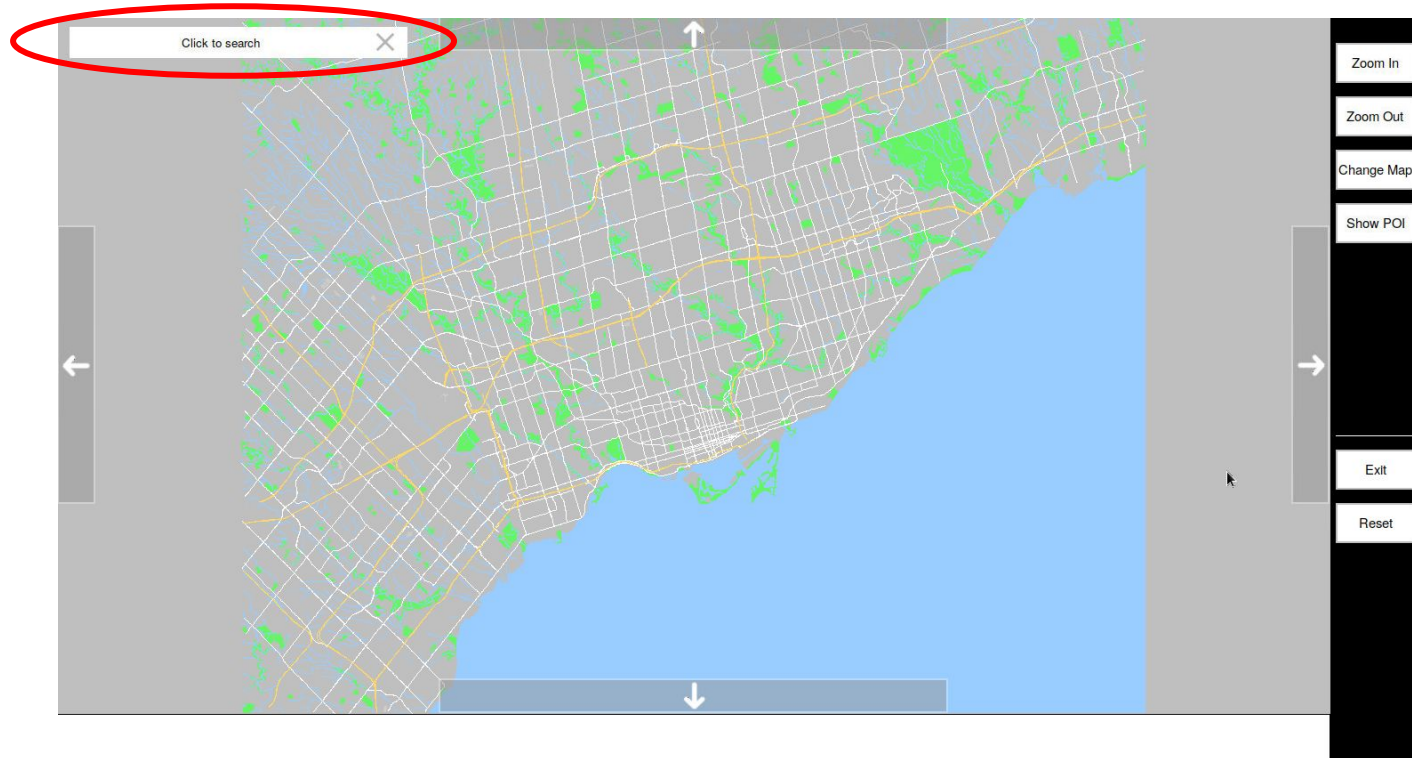 Click to search
Zoom In
Zoom Out
Change Map
Show POI
Exit
Reset